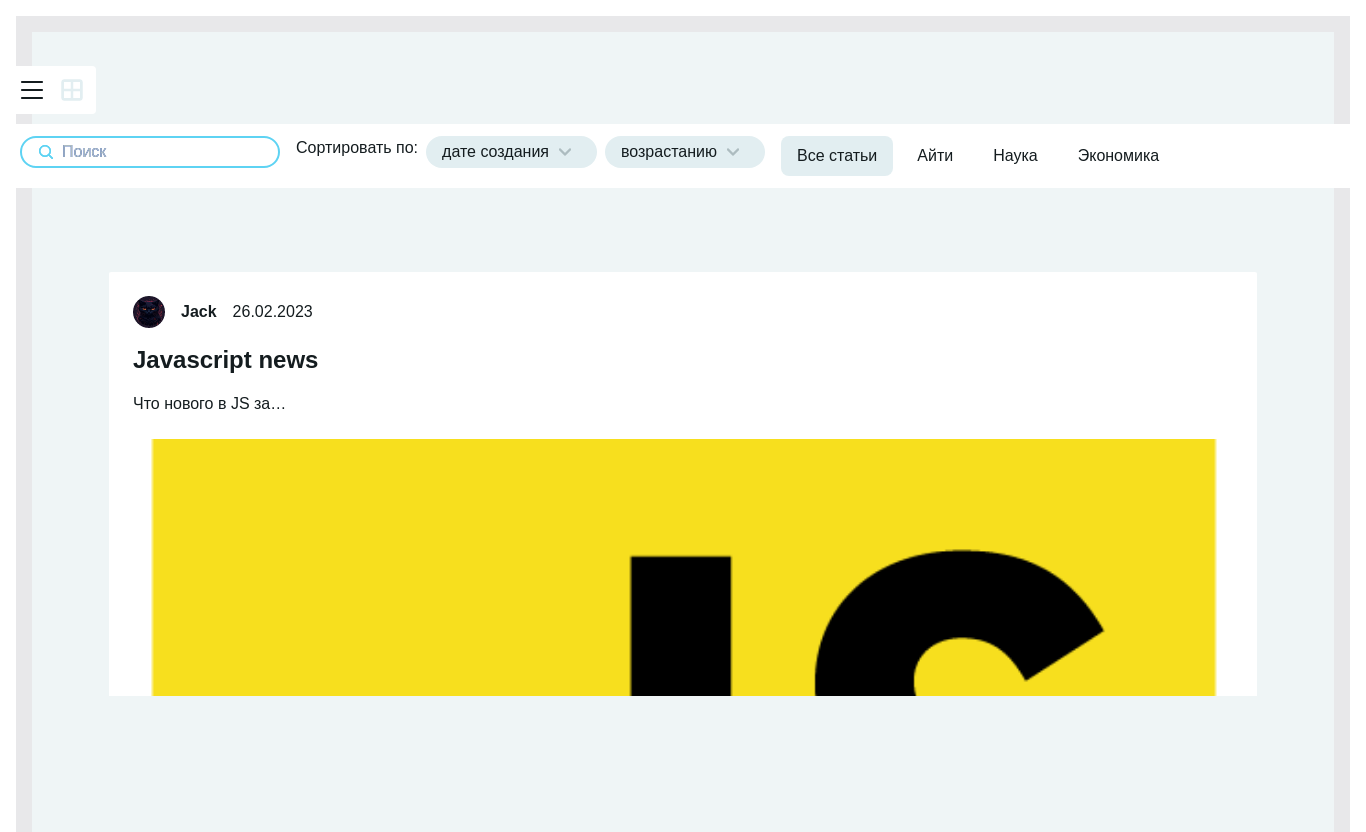 Поиск
Сортировать по: дате создания возрастанию Все статьи Айти Наука Экономика
Jack 26.02.2023
Javascript news
Что нового в JS за…
JS